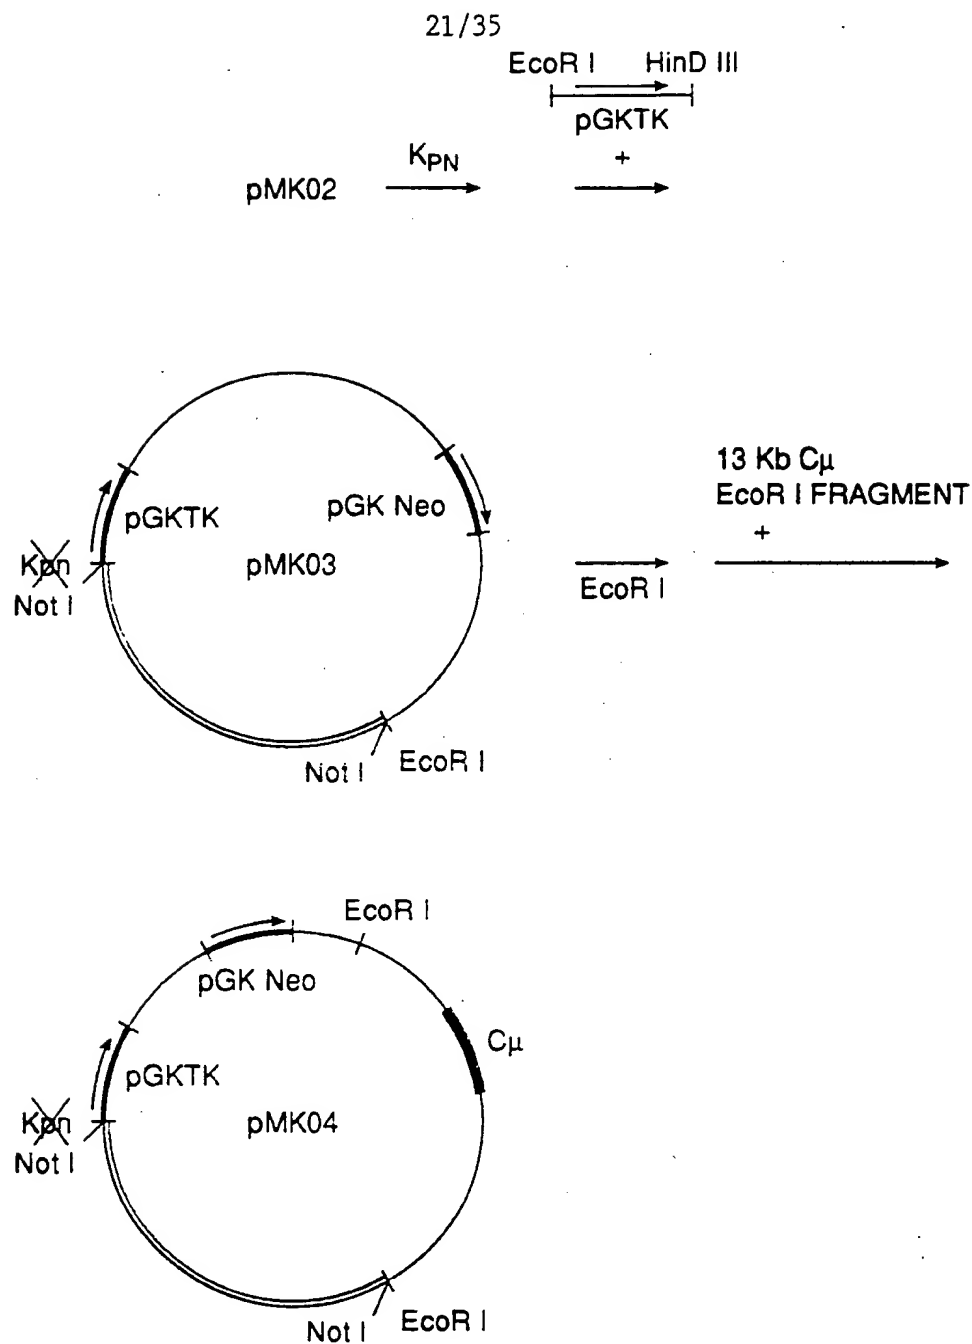 21/35
EcoR I HinD III
pGKTK
+
pMK02
KPN
pGKTK
pGK Neo
Kpn
Not I
pMK03
Not I
EcoR I
EcoR I
13 Kb Cμ
EcoR I FRAGMENT
+
EcoR I
pGK Neo
pGKTK
Cμ
Kpn
Not I
pMK04
Not I
EcoR I